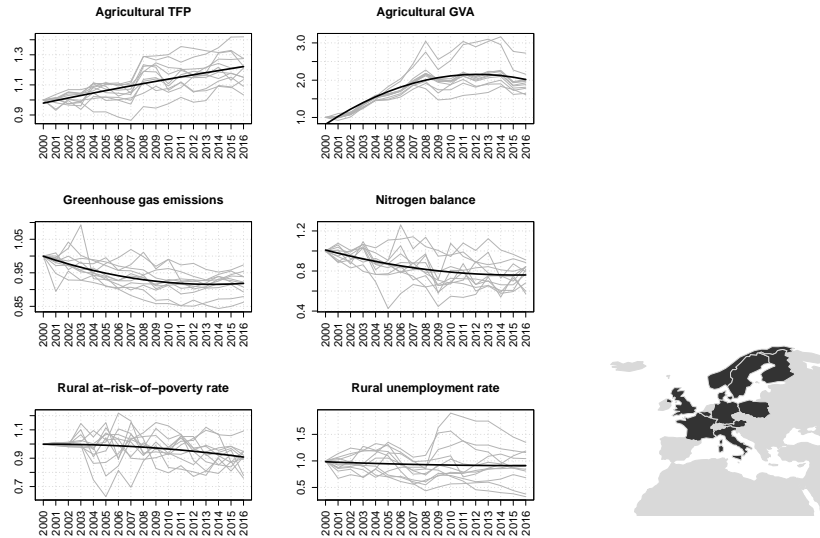 Agricultural TFP
0.9 1.1 1.3
2000 2001 2002 2003 2004 2005 2006 2007 2008 2009 2010 2011 2012 2013 2014 2015 2016
Agricultural GVA
1.0 2.0 3.0
2000 2001 2002 2003 2004 2005 2006 2007 2008 2009 2010 2011 2012 2013 2014 2015 2016
Greenhouse gas emissions
0.85 0.95 1.05
2000 2001 2002 2003 2004 2005 2006 2007 2008 2009 2010 2011 2012 2013 2014 2015 2016
Nitrogen balance
0.4 0.8 1.2
2000 2001 2002 2003 2004 2005 2006 2007 2008 2009 2010 2011 2012 2013 2014 2015 2016
Rural at−risk−of−poverty rate
0.7 0.9 1.1
2000 2001 2002 2003 2004 2005 2006 2007 2008 2009 2010 2011 2012 2013 2014 2015 2016
Rural unemployment rate
0.5 1.0 1.5
2000 2001 2002 2003 2004 2005 2006 2007 2008 2009 2010 2011 2012 2013 2014 2015 2016